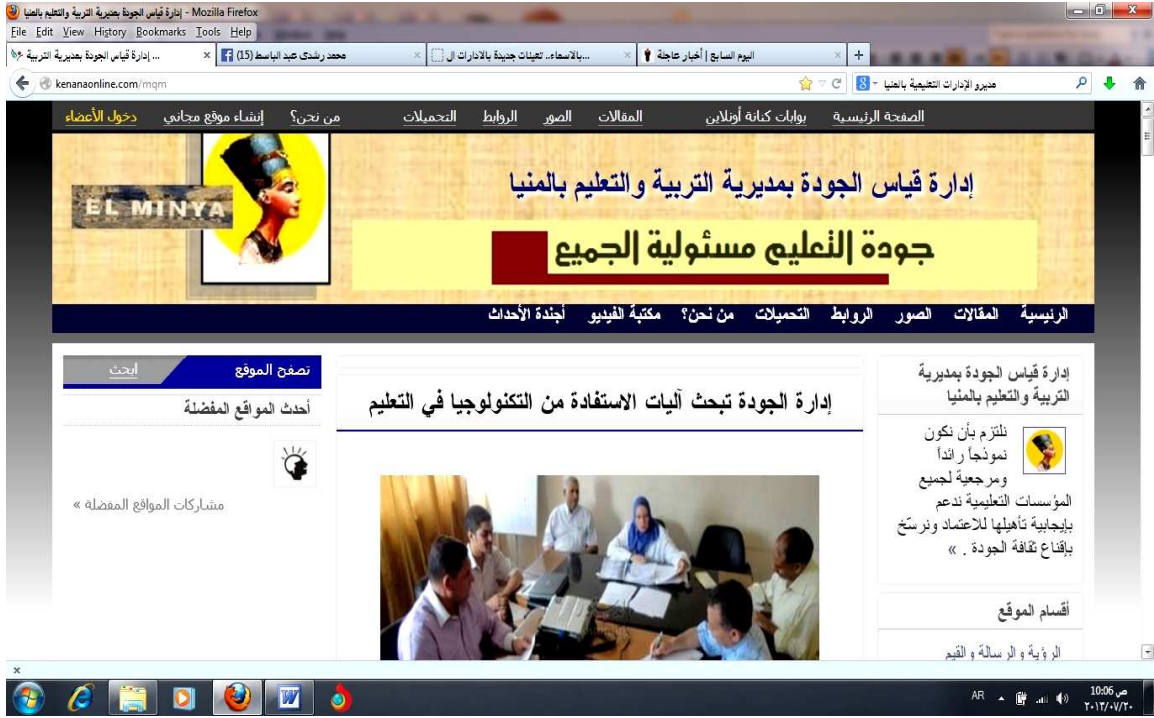 إدارة قياس الجودة بمديرية التربية والتعليم بالمنيا - Mozilla Firefox
File Edit View History Bookmarks Tools Help
إدارة قياس الجودة بمديرية التربية ...
محمد رشدى عبد الباسط (15)
بالاسماء.. تعينات جديدة بالادارات ال...
اليوم السابع | أخبار عاجلة
kenanaonline.com/mqm
مديرو الإدارات التعليمية بالمنيا
الصفحة الرئيسية بوابات كنانة أونلاين المقالات الصور الروابط التحميلات من نحن؟ إنشاء موقع مجاني دخول الأعضاء
إدارة قياس الجودة بمديرية التربية والتعليم بالمنيا
EL MINYA
جودة التعليم مسئولية الجميع
الرئيسية المقالات الصور الروابط التحميلات من نحن؟ مكتبة الفيديو أجندة الأحداث
إدارة قياس الجودة بمديرية
التربية والتعليم بالمنيا
نلتزم بأن نكون
نموذجاً رائداً
ومرجعية لجميع
المؤسسات التعليمية ندعم
بإيجابية تأهيلها للاعتماد ونرسّخ
بإقناع ثقافة الجودة . »
أقسام الموقع
الرؤية و الرسالة و القيم
إدارة الجودة تبحث آليات الاستفادة من التكنولوجيا في التعليم
تصفح الموقع ابحث
أحدث المواقع المفضلة
مشاركات المواقع المفضلة »
AR
10:06 ص
٢٠١٣/٠٧/٢٠